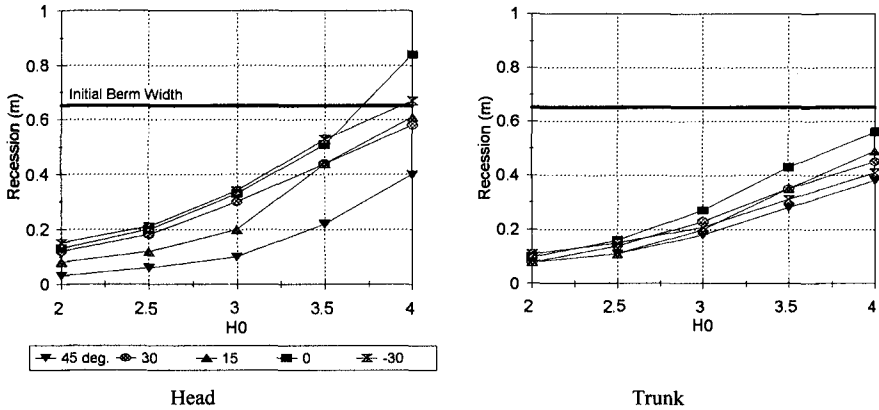 1
0.8
Initial Berm Width
0.6
Recession (m)
0.4
0.2
0
2 2.5 3 3.5 4
H0
45 deg. 30 15 0 -30
Head
1
0.8
0.6
Recession (m)
0.4
0.2
0
2 2.5 3 3.5 4
H0
Trunk